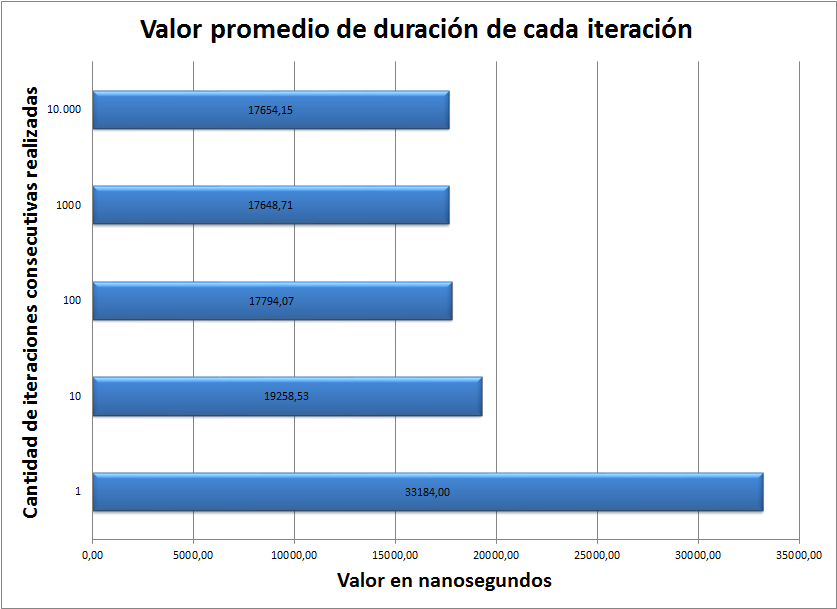 Valor promedio de duración de cada iteración
Cantidad de iteraciones consecutivas realizadas
10.000
17654,15
1000
17648,71
100
17794,07
10
19258,53
1
33184,00
0,00 5000,00 10000,00 15000,00 20000,00 25000,00 30000,00 35000,00
Valor en nanosegundos